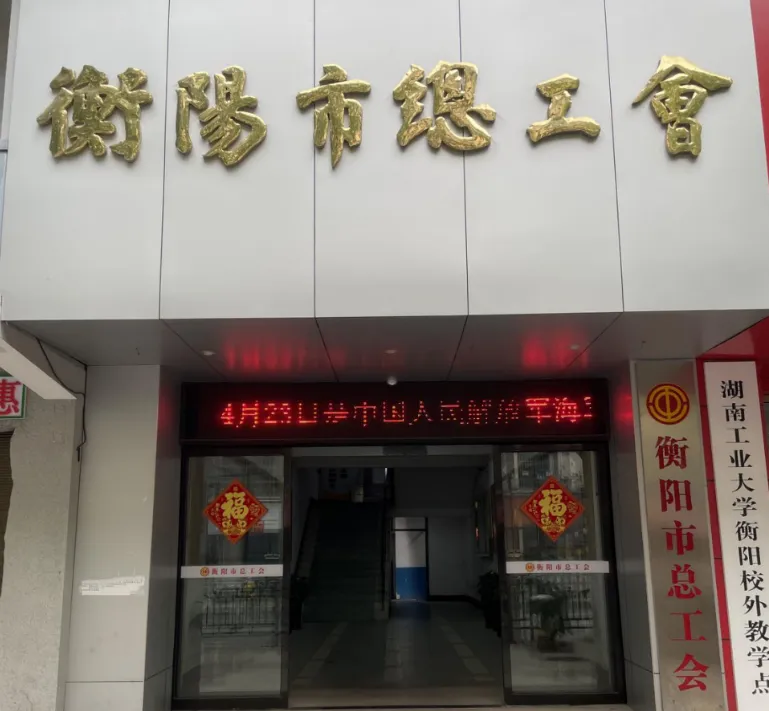 衡陽市總工會
惠
4月23日是中国人民解放军海
福
福
衡阳市总工会
衡阳市总工会
衡阳市总工会
湖南工业大学衡阳校外教学点